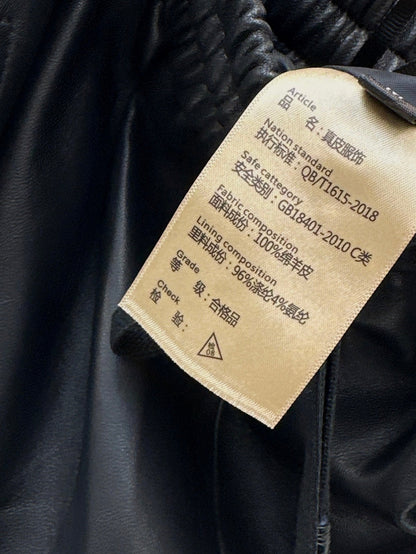 Article
品 名：真皮服饰
Nation standard
执行标准：QB/T1615-2018
Safe cattegory
安全类别：GB18401-2010 C类
Fabric composition
面料成份：100%绵羊皮
Lining composition
里料成份：96%涤纶4%氨纶
Grade
等 级：合格品
Check
检 验：
检
08